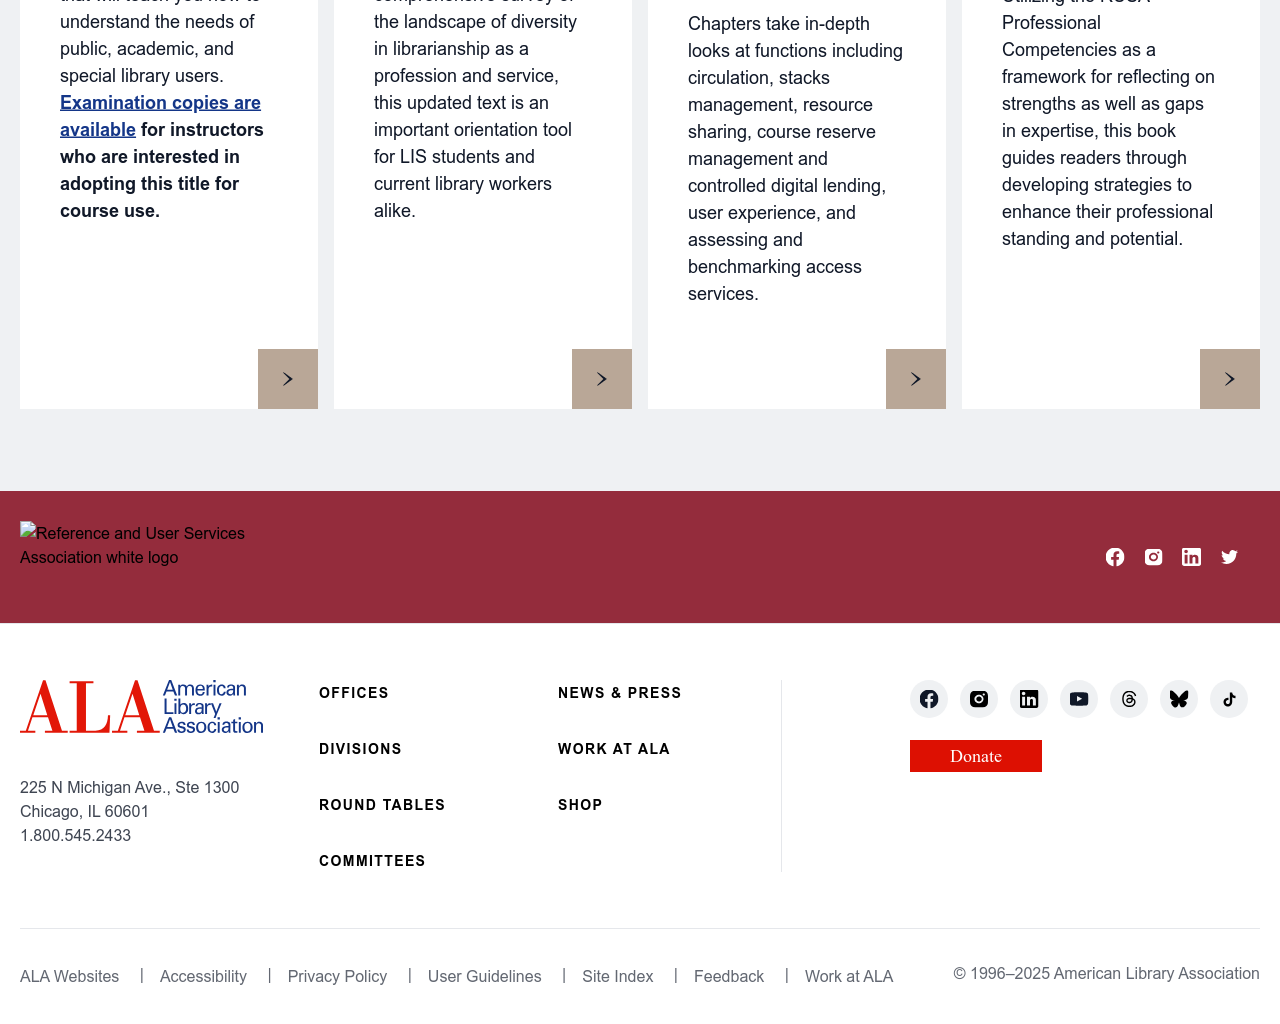 understand the needs of
public, academic, and
special library users.
Examination copies are
available for instructors
who are interested in
adopting this title for
course use.
the landscape of diversity
in librarianship as a
profession and service,
this updated text is an
important orientation tool
for LIS students and
current library workers
alike.
Chapters take in-depth
looks at functions including
circulation, stacks
management, resource
sharing, course reserve
management and
controlled digital lending,
user experience, and
assessing and
benchmarking access
services.
Professional
Competencies as a
framework for reflecting on
strengths as well as gaps
in expertise, this book
guides readers through
developing strategies to
enhance their professional
standing and potential.
Reference and User Services
Association white logo
ALA American
Library
Association
225 N Michigan Ave., Ste 1300
Chicago, IL 60601
1.800.545.2433
OFFICES
DIVISIONS
ROUND TABLES
COMMITTEES
NEWS & PRESS
WORK AT ALA
SHOP
Donate
ALA Websites | Accessibility | Privacy Policy | User Guidelines | Site Index | Feedback | Work at ALA
© 1996–2025 American Library Association